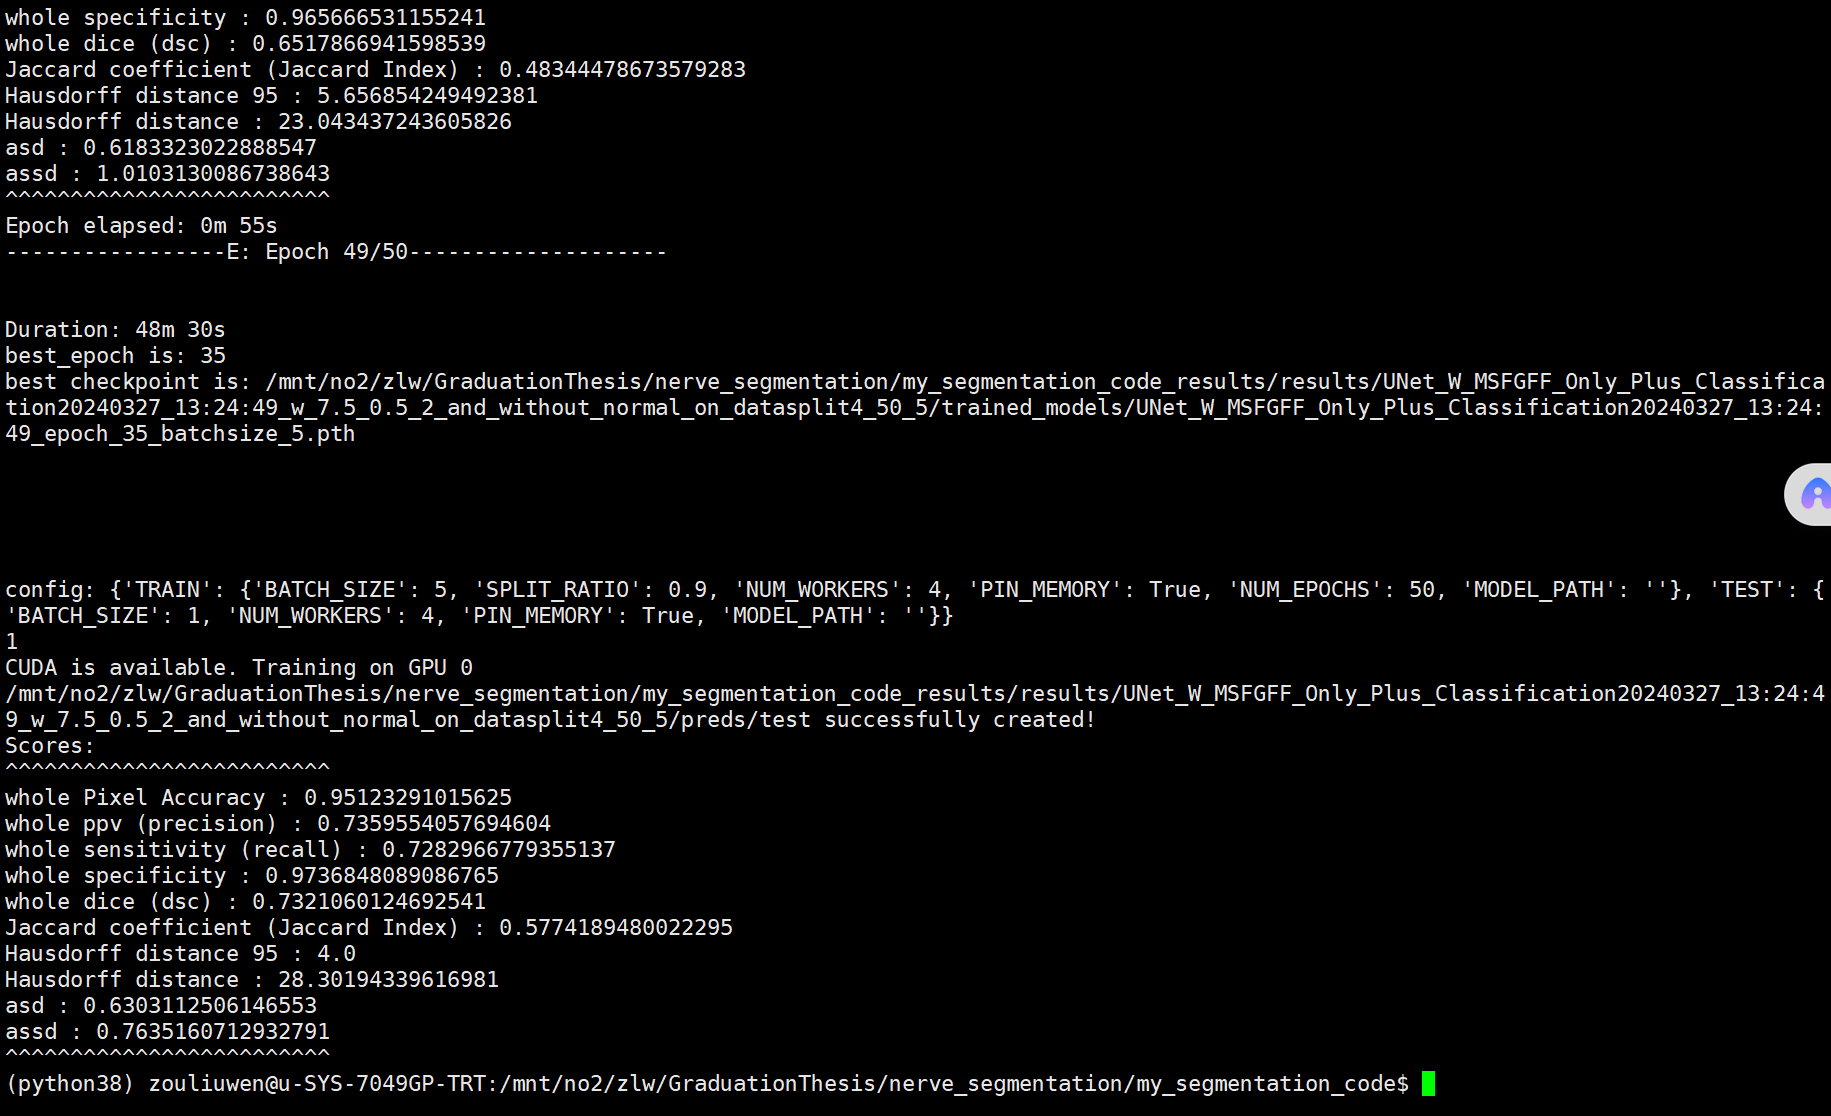 whole specificity : 0.965666531155241
whole dice (dsc) : 0.6517866941598539
Jaccard coefficient (Jaccard Index) : 0.48344478673579283
Hausdorff distance 95 : 5.656854249492381
Hausdorff distance : 23.043437243605826
asd : 0.6183323022888547
assd : 1.0103130086738643
^^^^^^^^^^^^^^^^^^^^^^^^^
Epoch elapsed: 0m 55s
-----------------E: Epoch 49/50--------------------
Duration: 48m 30s
best_epoch is: 35
best checkpoint is: /mnt/no2/zlw/GraduationThesis/nerve_segmentation/my_segmentation_code_results/results/UNet_W_MSFGFF_Only_Plus_Classifica
tion20240327_13:24:49_w_7.5_0.5_2_and_without_normal_on_datasplit4_50_5/trained_models/UNet_W_MSFGFF_Only_Plus_Classification20240327_13:24:
49_epoch_35_batchsize_5.pth
config: {'TRAIN': {'BATCH_SIZE': 5, 'SPLIT_RATIO': 0.9, 'NUM_WORKERS': 4, 'PIN_MEMORY': True, 'NUM_EPOCHS': 50, 'MODEL_PATH': ''}, 'TEST': {
'BATCH_SIZE': 1, 'NUM_WORKERS': 4, 'PIN_MEMORY': True, 'MODEL_PATH': ''}}
1
CUDA is available. Training on GPU 0
/mnt/no2/zlw/GraduationThesis/nerve_segmentation/my_segmentation_code_results/results/UNet_W_MSFGFF_Only_Plus_Classification20240327_13:24:4
9_w_7.5_0.5_2_and_without_normal_on_datasplit4_50_5/preds/test successfully created!
Scores:
^^^^^^^^^^^^^^^^^^^^^^^^^
whole Pixel Accuracy : 0.95123291015625
whole ppv (precision) : 0.7359554057694604
whole sensitivity (recall) : 0.7282966779355137
whole specificity : 0.9736848089086765
whole dice (dsc) : 0.7321060124692541
Jaccard coefficient (Jaccard Index) : 0.5774189480022295
Hausdorff distance 95 : 4.0
Hausdorff distance : 28.30194339616981
asd : 0.6303112506146553
assd : 0.7635160712932791
^^^^^^^^^^^^^^^^^^^^^^^^^
(python38) zouliuwen@u-SYS-7049GP-TRT:/mnt/no2/zlw/GraduationThesis/nerve_segmentation/my_segmentation_code$